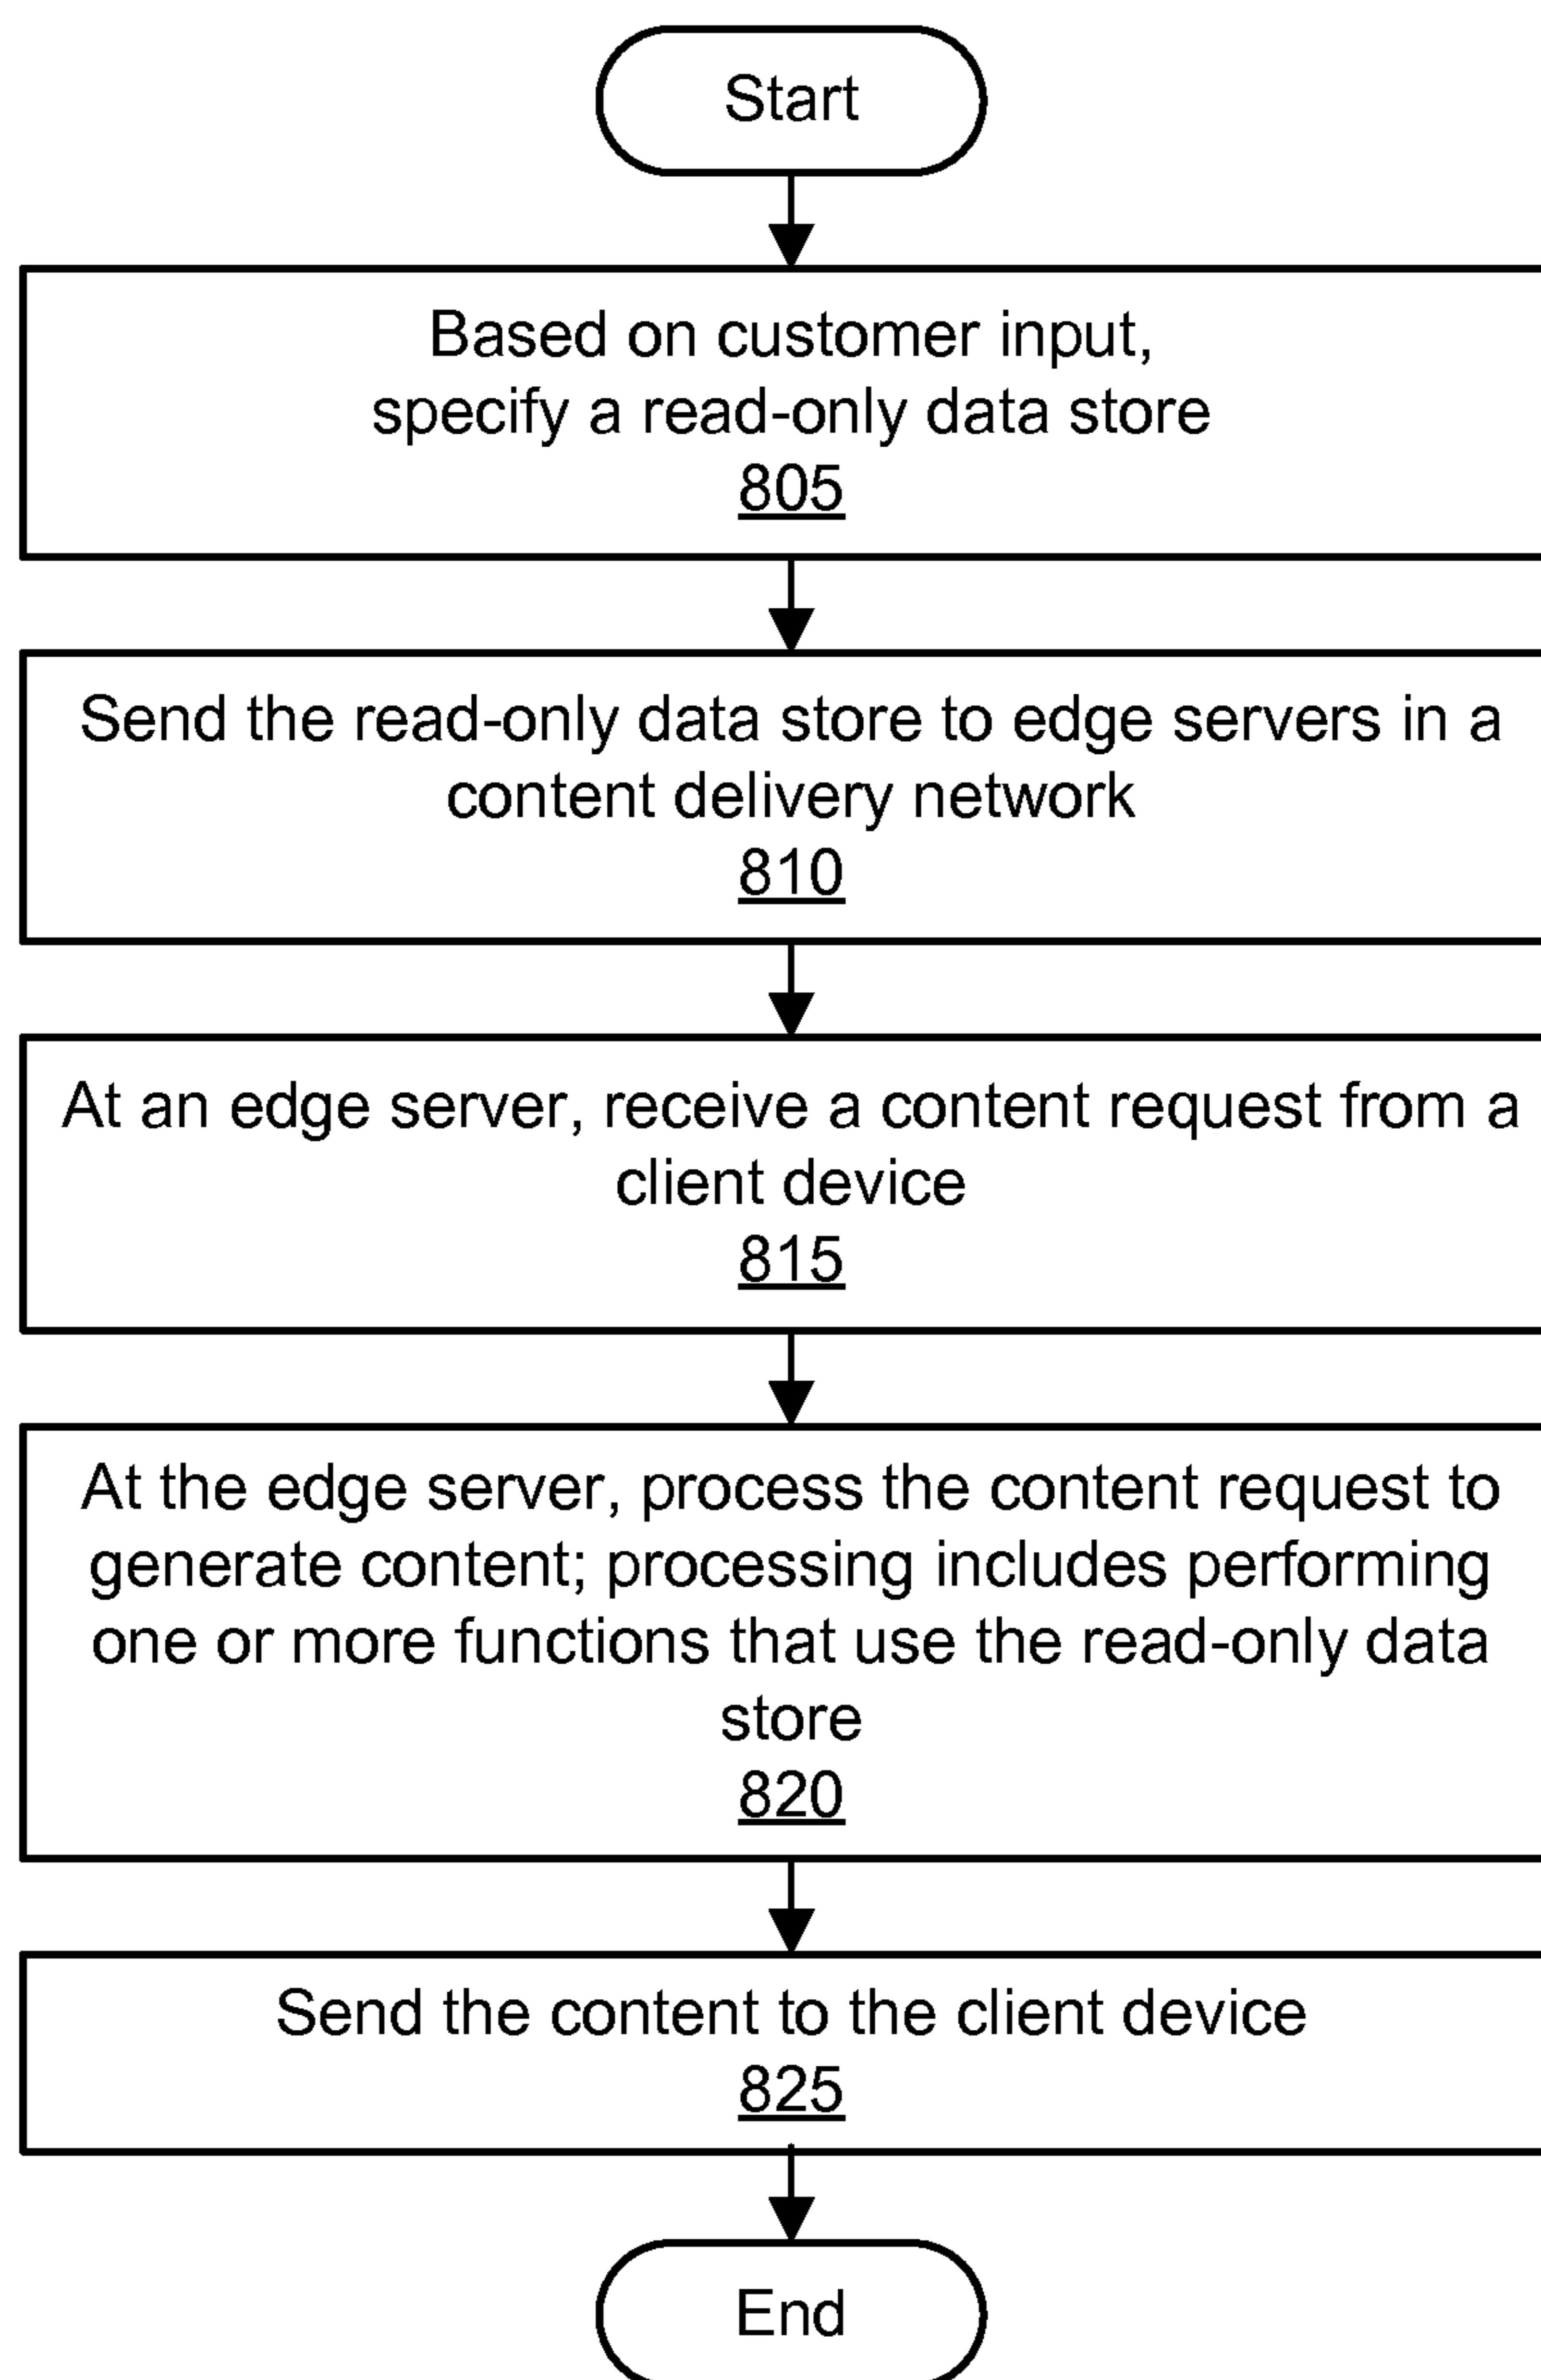 Start
Based on customer input,
specify a read-only data store
805
Send the read-only data store to edge servers in a
content delivery network
810
At an edge server, receive a content request from a
client device
815
At the edge server, process the content request to
generate content; processing includes performing
one or more functions that use the read-only data
store
820
Send the content to the client device
825
End